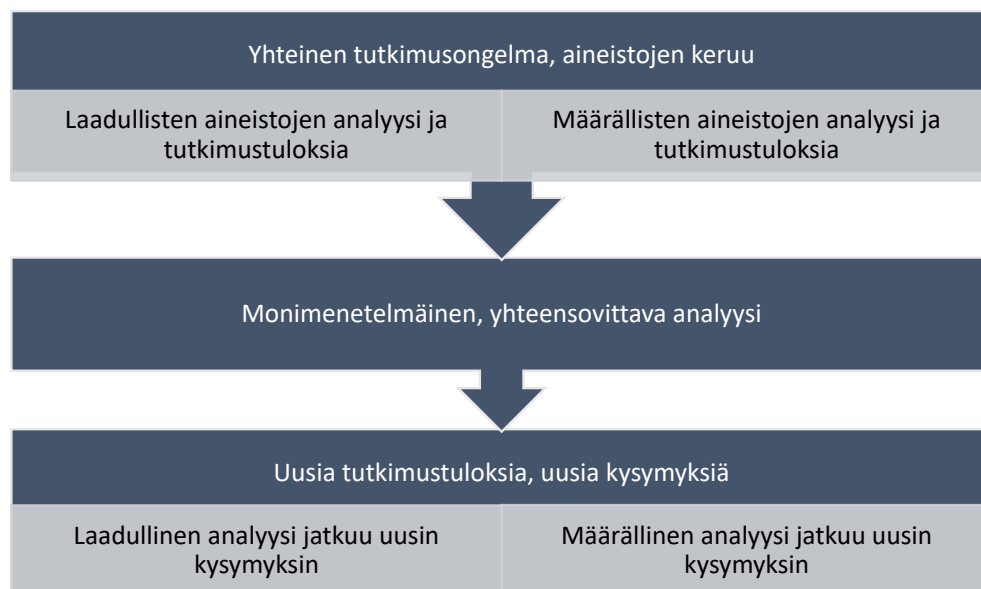 Yhteinen tutkimusongelma, aineistojen keruu
Laadullisten aineistojen analyysi ja
tutkimustuloksia
Määrällisten aineistojen analyysi ja
tutkimustuloksia
Monimenetelmäinen, yhteensovittava analyysi
Uusia tutkimustuloksia, uusia kysymyksiä
Laadullinen analyysi jatkuu uusin
kysymyksin
Määrällinen analyysi jatkuu uusin
kysymyksin